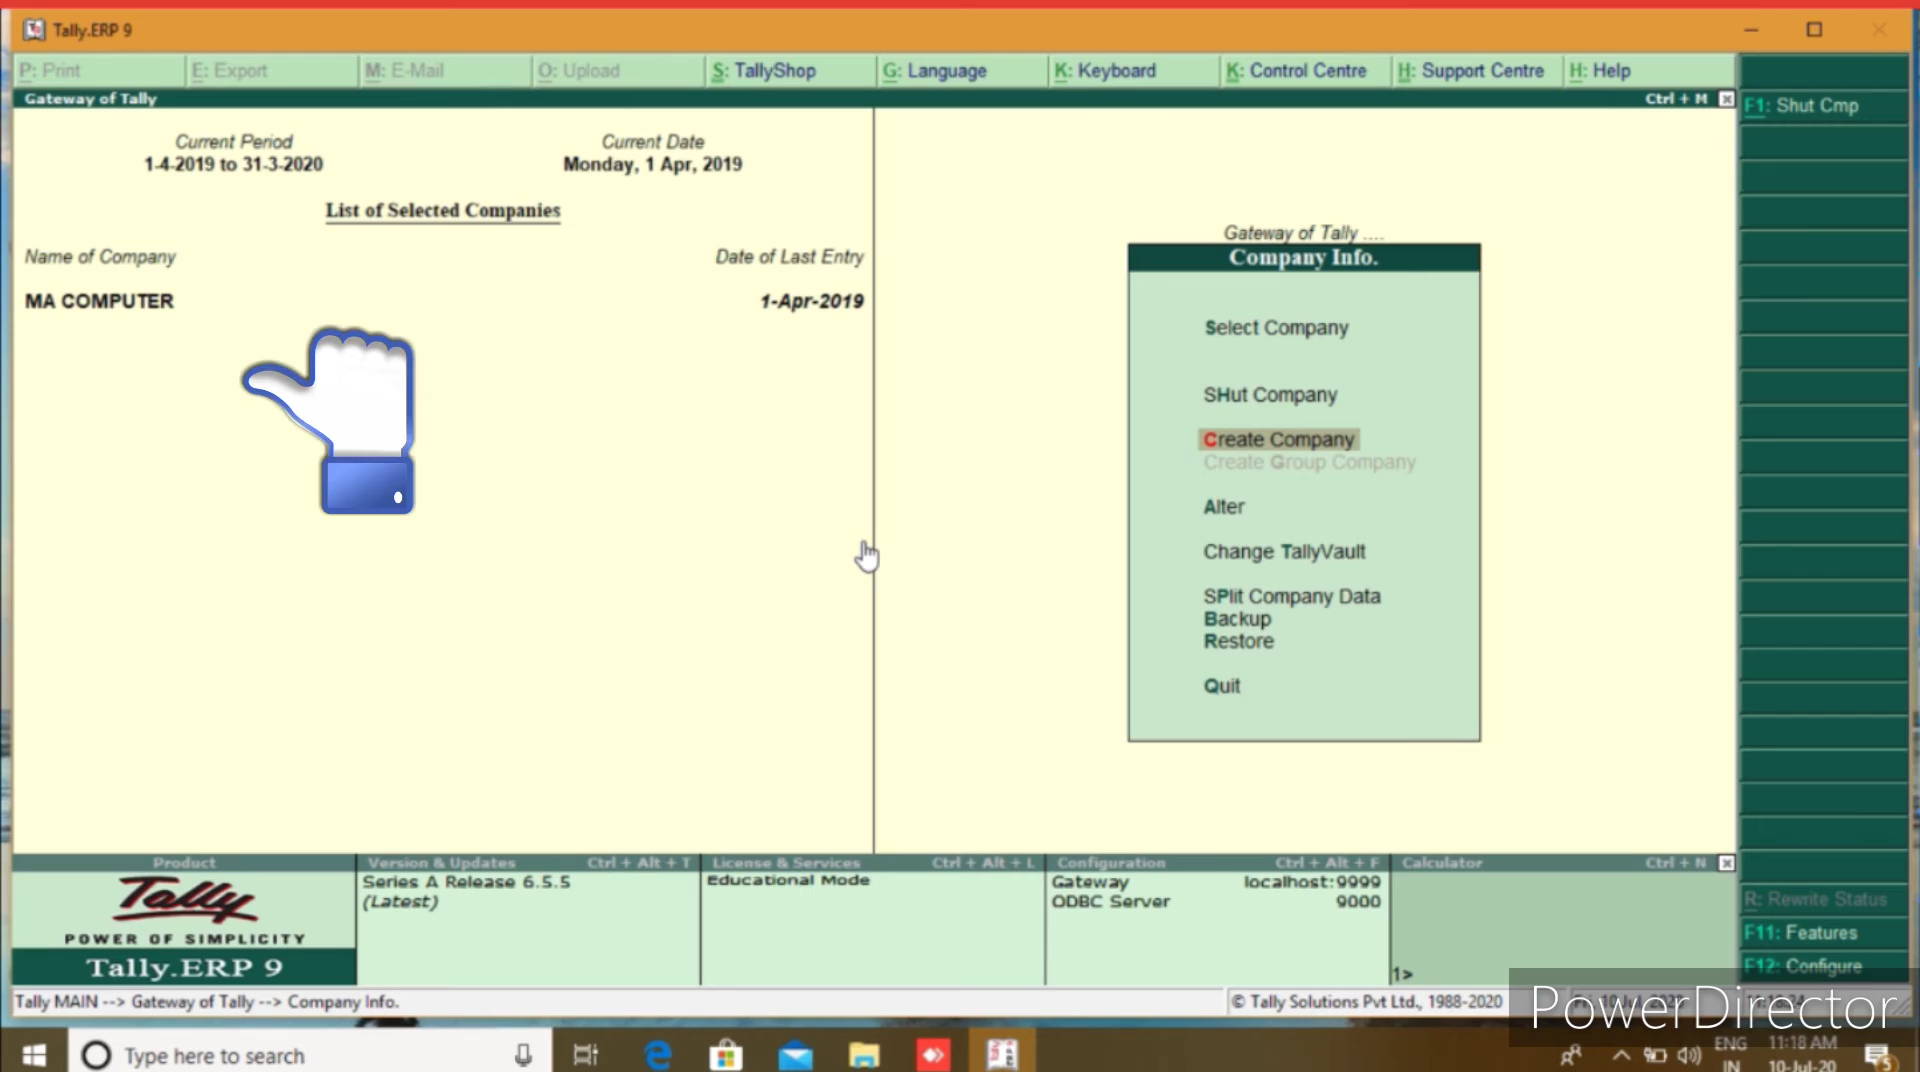 Tally.ERP 9
P: Print
E: Export
M: E-Mail
O: Upload
S: TallyShop
G: Language
K: Keyboard
K: Control Centre
H: Support Centre
H: Help
Gateway of Tally
Ctrl + M
F1: Shut Cmp
Current Period
1-4-2019 to 31-3-2020
Current Date
Monday, 1 Apr, 2019
List of Selected Companies
Name of Company
Date of Last Entry
MA COMPUTER
1-Apr-2019
Gateway of Tally ....
Company Info.
Select Company
SHut Company
Create Company
Create Group Company
Alter
Change TallyVault
SPlit Company Data
Backup
Restore
Quit
Product
Tally
POWER OF SIMPLICITY
Tally.ERP 9
Version & Updates
Ctrl + Alt + T
Series A Release 6.5.5
(Latest)
License & Services
Ctrl + Alt + L
Educational Mode
Configuration
Ctrl + Alt + F
Gateway
localhost:9999
ODBC Server
9000
Calculator
Ctrl + N
1>
R: Rewrite Status
F11: Features
F12: Configure
Tally MAIN --> Gateway of Tally --> Company Info.
© Tally Solutions Pvt Ltd., 1988-2020
PowerDirector
Type here to search
ENG
IN
11:18 AM
10-Jul-20
5